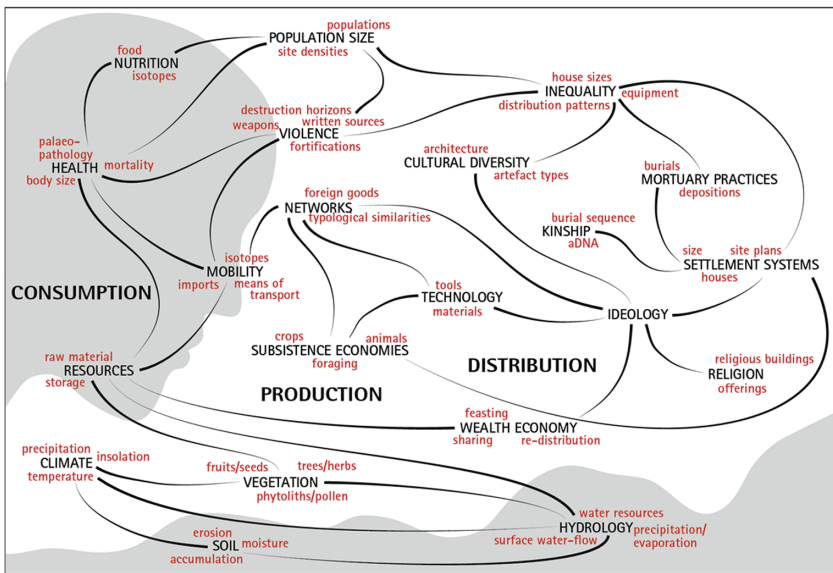 populations
food
POPULATION SIZE
NUTRITION
site densities
isotopes
house sizes
INEQUALITY
equipment
distribution patterns
destruction horizons
written sources
weapons
VIOLENCE
fortifications
palaeo-
pathology
HEALTH
mortality
body size
architecture
CULTURAL DIVERSITY
artefact types
burials
MORTUARY PRACTICES
depositions
foreign goods
NETWORKS
typological similarities
burial sequence
KINSHIP
aDNA
size
site plans
SETTLEMENT SYSTEMS
houses
isotopes
MOBILITY
imports
means of
transport
CONSUMPTION
tools
TECHNOLOGY
materials
IDEOLOGY
crops
animals
SUBSISTENCE ECONOMIES
foraging
raw material
RESOURCES
storage
DISTRIBUTION
religious buildings
RELIGION
offerings
PRODUCTION
feasting
WEALTH ECONOMY
sharing
re-distribution
precipitation
CLIMATE
insolation
temperature
fruits/seeds
trees/herbs
VEGETATION
phytoliths/pollen
water resources
HYDROLOGY
precipitation/
evaporation
surface water-flow
erosion
SOIL
moisture
accumulation